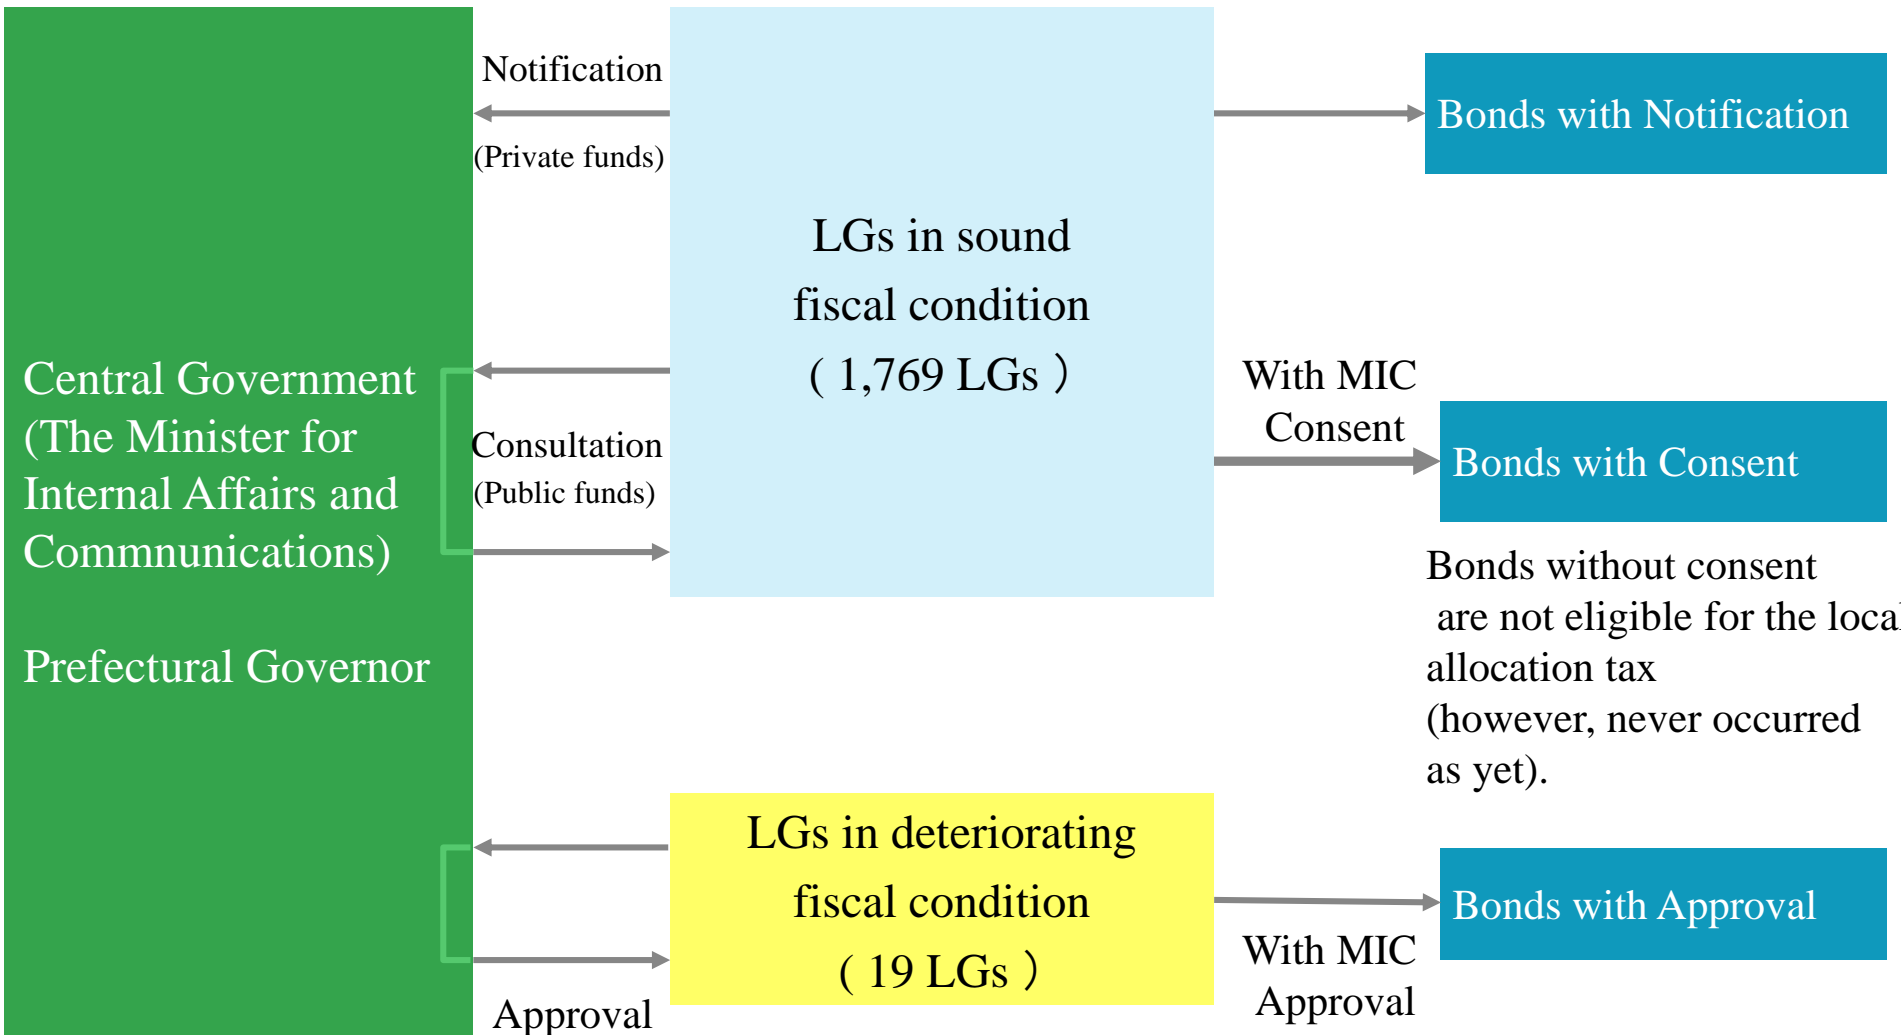 Central Government
(The Minister for
Internal Affairs and
Commnunications)
Prefectural Governor
Notification
(Private funds)
Consultation
(Public funds)
Approval
LGs in sound
fiscal condition
( 1,769 LGs ）
LGs in deteriorating
fiscal condition
( 19 LGs ）
With MIC
Consent
With MIC
Approval
Bonds with Notification
Bonds with Consent
Bonds without consent
are not eligible for the local
allocation tax
(however, never occurred
as yet).
Bonds with Approval